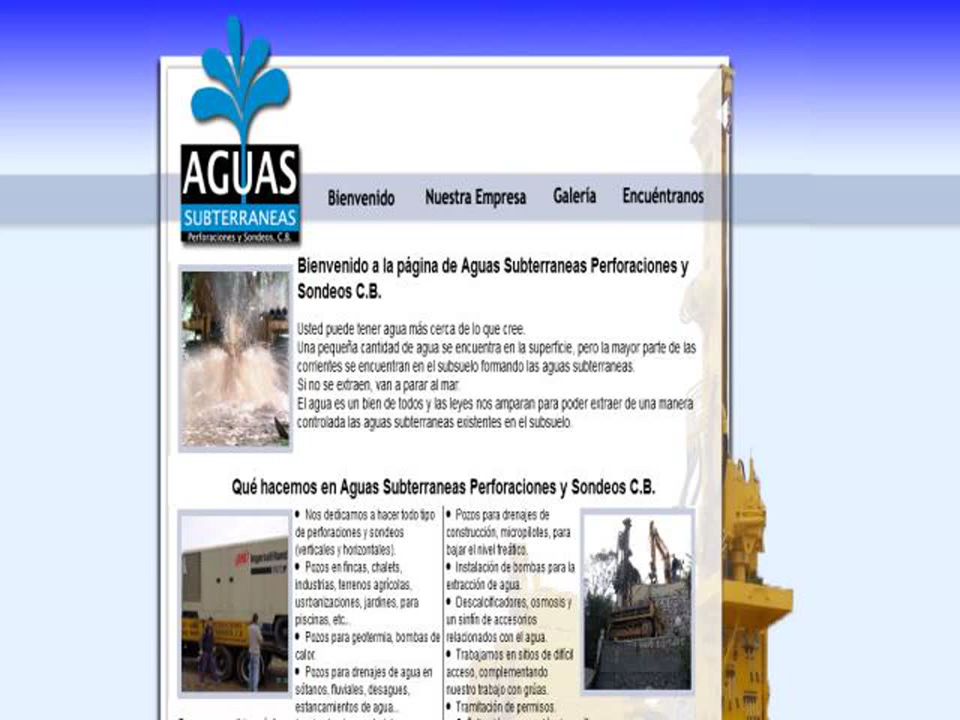 AGUAS
SUBTERRANEAS
Perforaciones y Sondeos, C.B.
Bienvenido Nuestra Empresa Galería Encuéntranos
Bienvenido a la página de Aguas Subterraneas Perforaciones y
Sondeos C.B.
Usted puede tener agua más cerca de lo que cree.
Una pequeña cantidad de agua se encuentra en la superficie, pero la mayor parte de las
corrientes se encuentran en el subsuelo formando las aguas subterraneas.
Si no se extraen, van a parar al mar.
El agua es un bien de todos y las leyes nos amparan para poder extraer de una manera
controlada las aguas subterraneas existentes en el subsuelo.
Qué hacemos en Aguas Subterraneas Perforaciones y Sondeos C.B.
• Nos dedicamos a hacer todo tipo
de perforaciones y sondeos
(verticales y horizontales).
• Pozos en fincas, chalets,
industrias, terrenos agrícolas,
usrbanizaciones, jardines, para
piscinas, etc...
• Pozos para geotermia, bombas de
calor.
• Pozos para drenajes de agua en
sótanos, fluviales, desagues,
estancamientos de agua...
• Pozos para drenajes de
construcción, micropilotes, para
bajar el nivel freático.
• Instalación de bombas para la
extracción de agua.
• Descalcificadores, osmosis y
un sinfín de accesorios
relacionados con el agua.
• Trabajamos en sitios de difícil
acceso, complementando
nuestro trabajo con grúas.
• Tramitación de permisos.